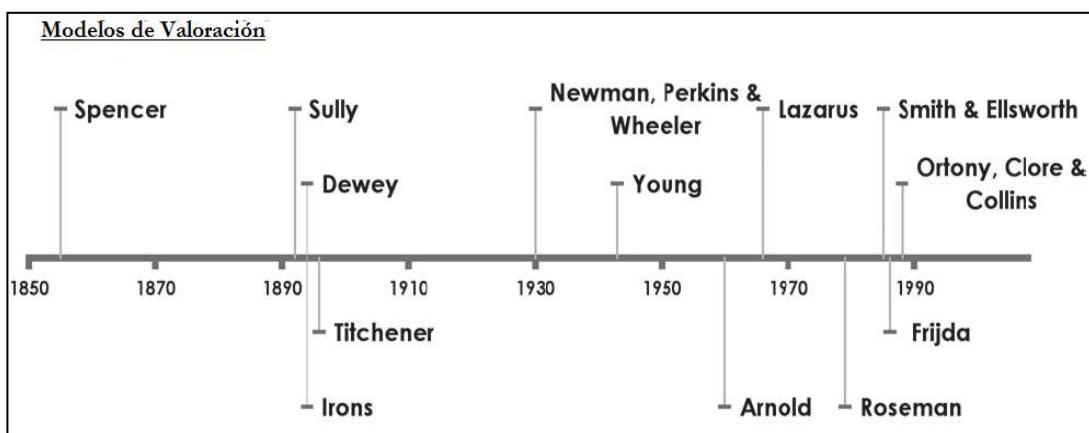 Modelos de Valoración
Spencer
Sully
Newman, Perkins &
Wheeler
Lazarus
Smith & Ellsworth
Dewey
Young
Ortony, Clore &
Collins
1850
1870
1890
1910
1930
1950
1970
1990
Titchener
Frijda
Irons
Arnold
Roseman